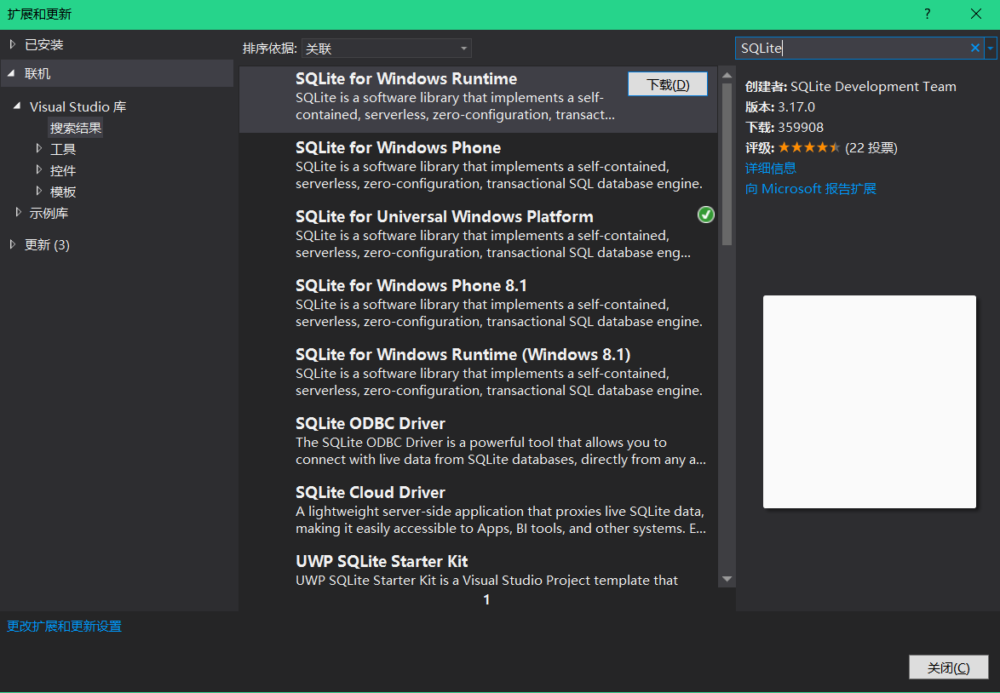 扩展和更新
?
已安装
联机
Visual Studio 库
搜索结果
工具
控件
模板
示例库
更新 (3)
排序依据: 关联
SQLite for Windows Runtime
下载(D)
SQLite is a software library that implements a self-
contained, serverless, zero-configuration, transact...
SQLite for Windows Phone
SQLite is a software library that implements a self-contained,
serverless, zero-configuration, transactional SQL database engine.
SQLite for Universal Windows Platform
SQLite is a software library that implements a self-contained,
serverless, zero-configuration, transactional SQL database eng...
SQLite for Windows Phone 8.1
SQLite is a software library that implements a self-contained,
serverless, zero-configuration, transactional SQL database engine.
SQLite for Windows Runtime (Windows 8.1)
SQLite is a software library that implements a self-contained,
serverless, zero-configuration, transactional SQL database engine.
SQLite ODBC Driver
The SQLite ODBC Driver is a powerful tool that allows you to
connect with live data from SQLite databases, directly from any a...
SQLite Cloud Driver
A lightweight server-side application that proxies live SQLite data,
making it easily accessible to Apps, BI tools, and other systems. E...
UWP SQLite Starter Kit
UWP SQLite Starter Kit is a Visual Studio Project template that
1
SQLite
创建者: SQLite Development Team
版本: 3.17.0
下载: 359908
评级: ★★★★★ (22 投票)
详细信息
向 Microsoft 报告扩展
更改扩展和更新设置
关闭(C)